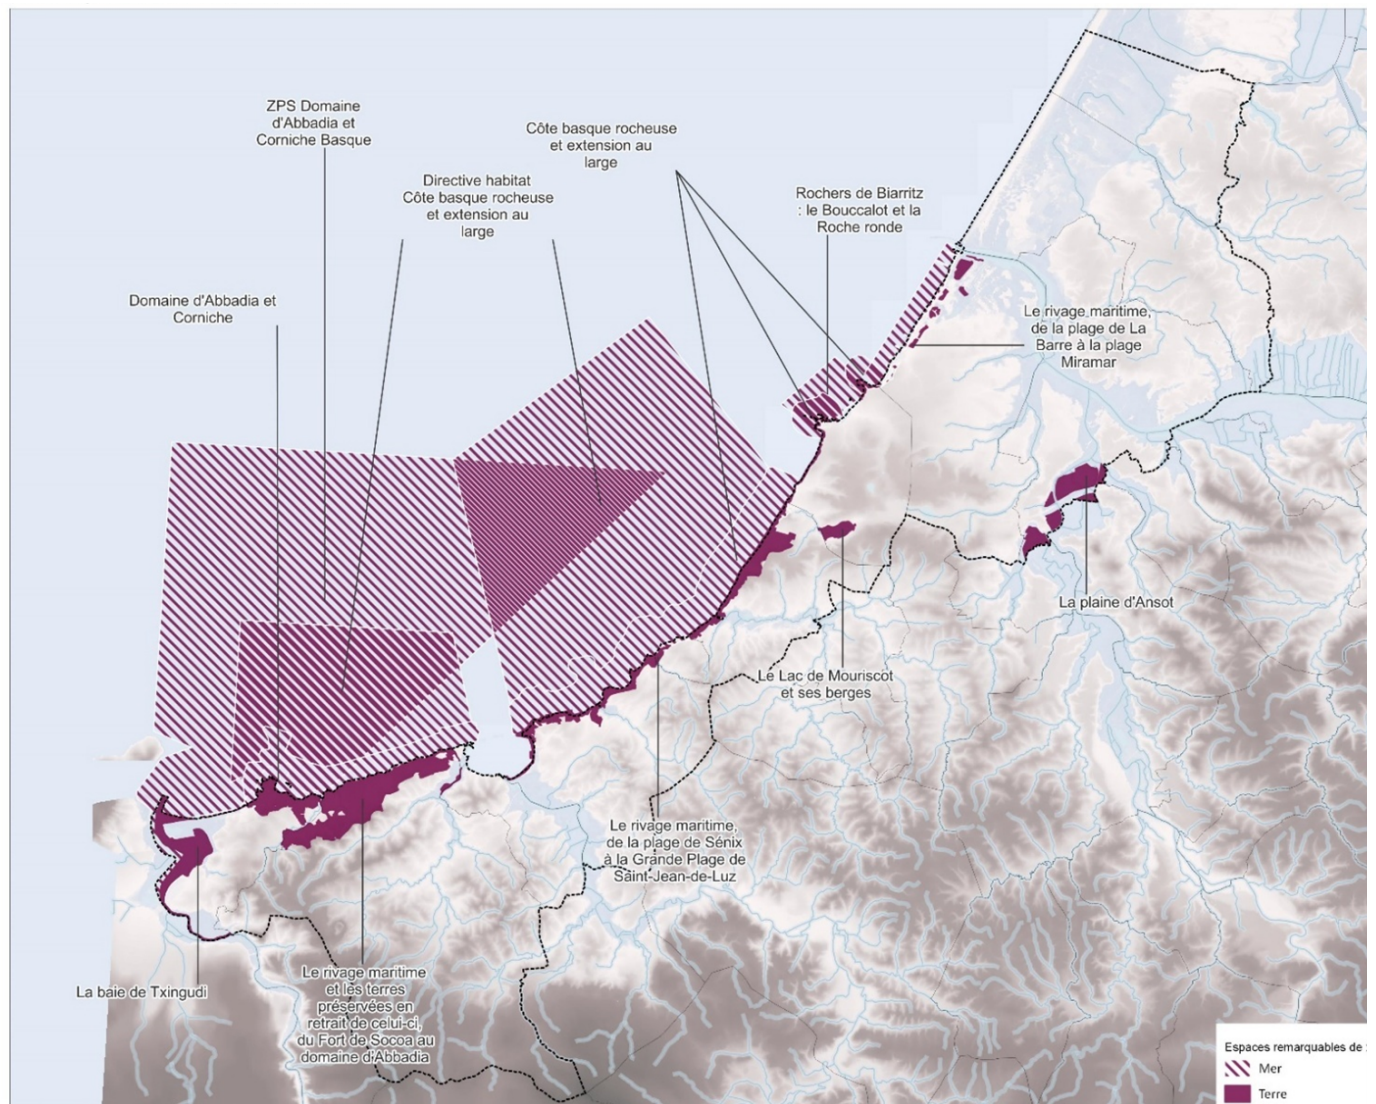 ZPS Domaine
d'Abbadia et
Corniche Basque
Côte basque rocheuse
et extension au
large
Directive habitat
Côte basque rocheuse
et extension au
large
Rochers de Biarritz
: le Bouccalot et la
Roche ronde
Domaine d'Abbadia et
Corniche
Le rivage maritime,
de la plage de La
Barre à la plage
Miramar
La plaine d'Ansot
Le Lac de Mouriscot
et ses berges
Le rivage maritime,
de la plage de Sénix
à la Grande Plage de
Saint-Jean-de-Luz
La baie de Txingudi
Le rivage maritime
et les terres
préservées en
retrait de celui-ci,
du Fort de Socoa au
domaine d'Abbadia
Espaces remarquables de :
Mer
Terre